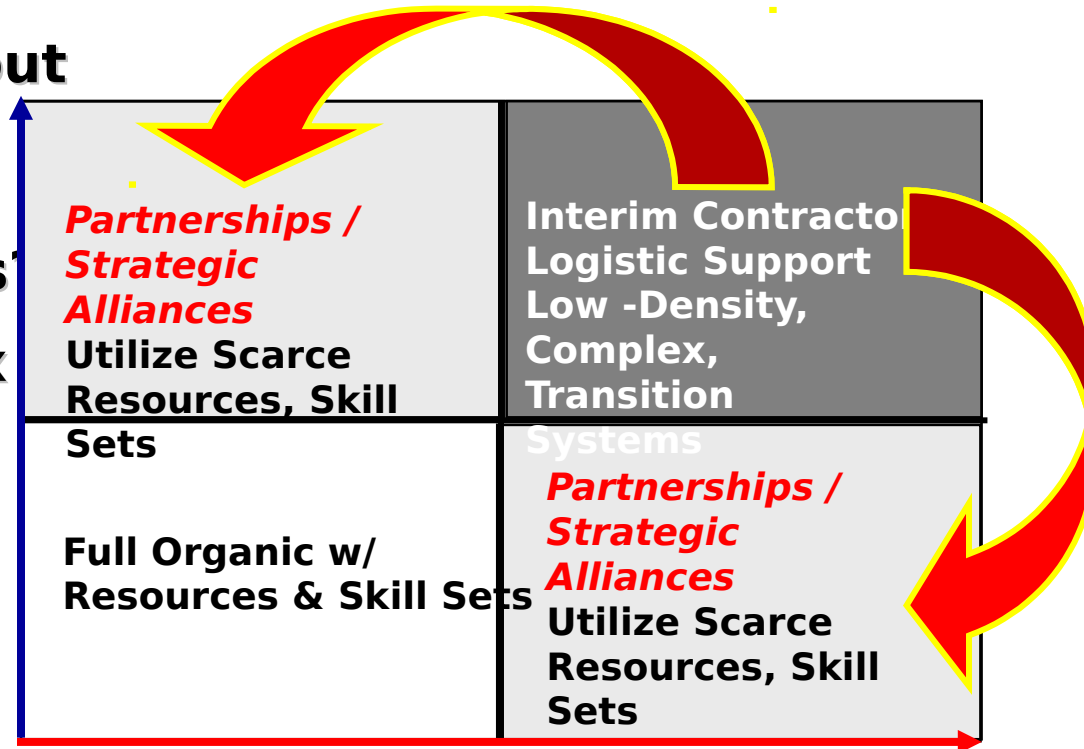 Partnerships /
Strategic
Alliances
Utilize Scarce
Resources, Skill
Sets
Interim Contractor
Logistic Support
Low -Density,
Complex,
Transition
Systems
Full Organic w/
Resources & Skill Sets
Partnerships /
Strategic
Alliances
Utilize Scarce
Resources, Skill
Sets